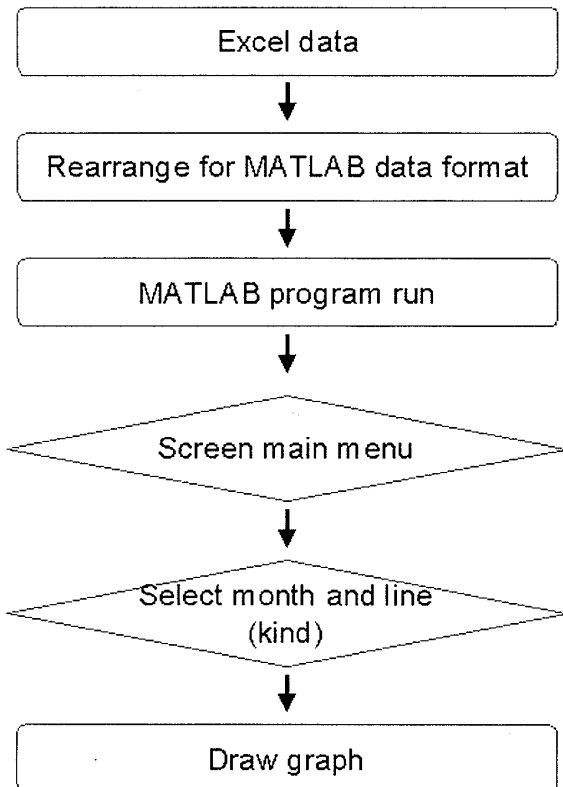 Excel data
Rearrange for MATLAB data format
MATLAB program run
Screen main menu
Select month and line
(kind)
Draw graph